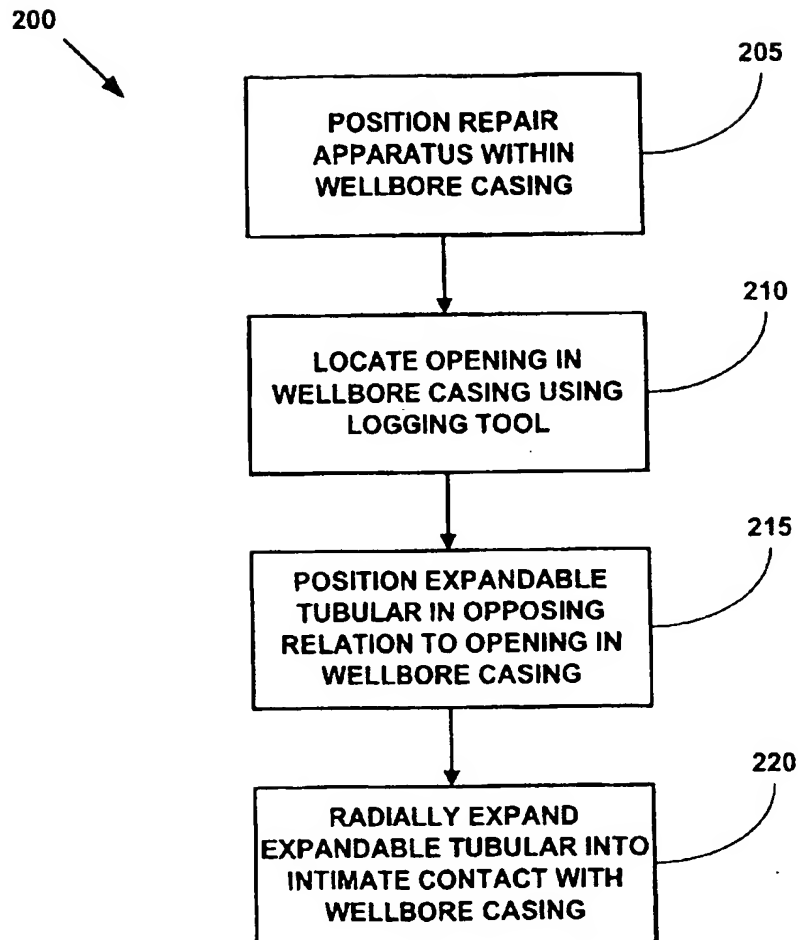 200
205
POSITION REPAIR
APPARATUS WITHIN
WELLBORE CASING
210
LOCATE OPENING IN
WELLBORE CASING USING
LOGGING TOOL
215
POSITION EXPANDABLE
TUBULAR IN OPPOSING
RELATION TO OPENING IN
WELLBORE CASING
220
RADIALLY EXPAND
EXPANDABLE TUBULAR INTO
INTIMATE CONTACT WITH
WELLBORE CASING